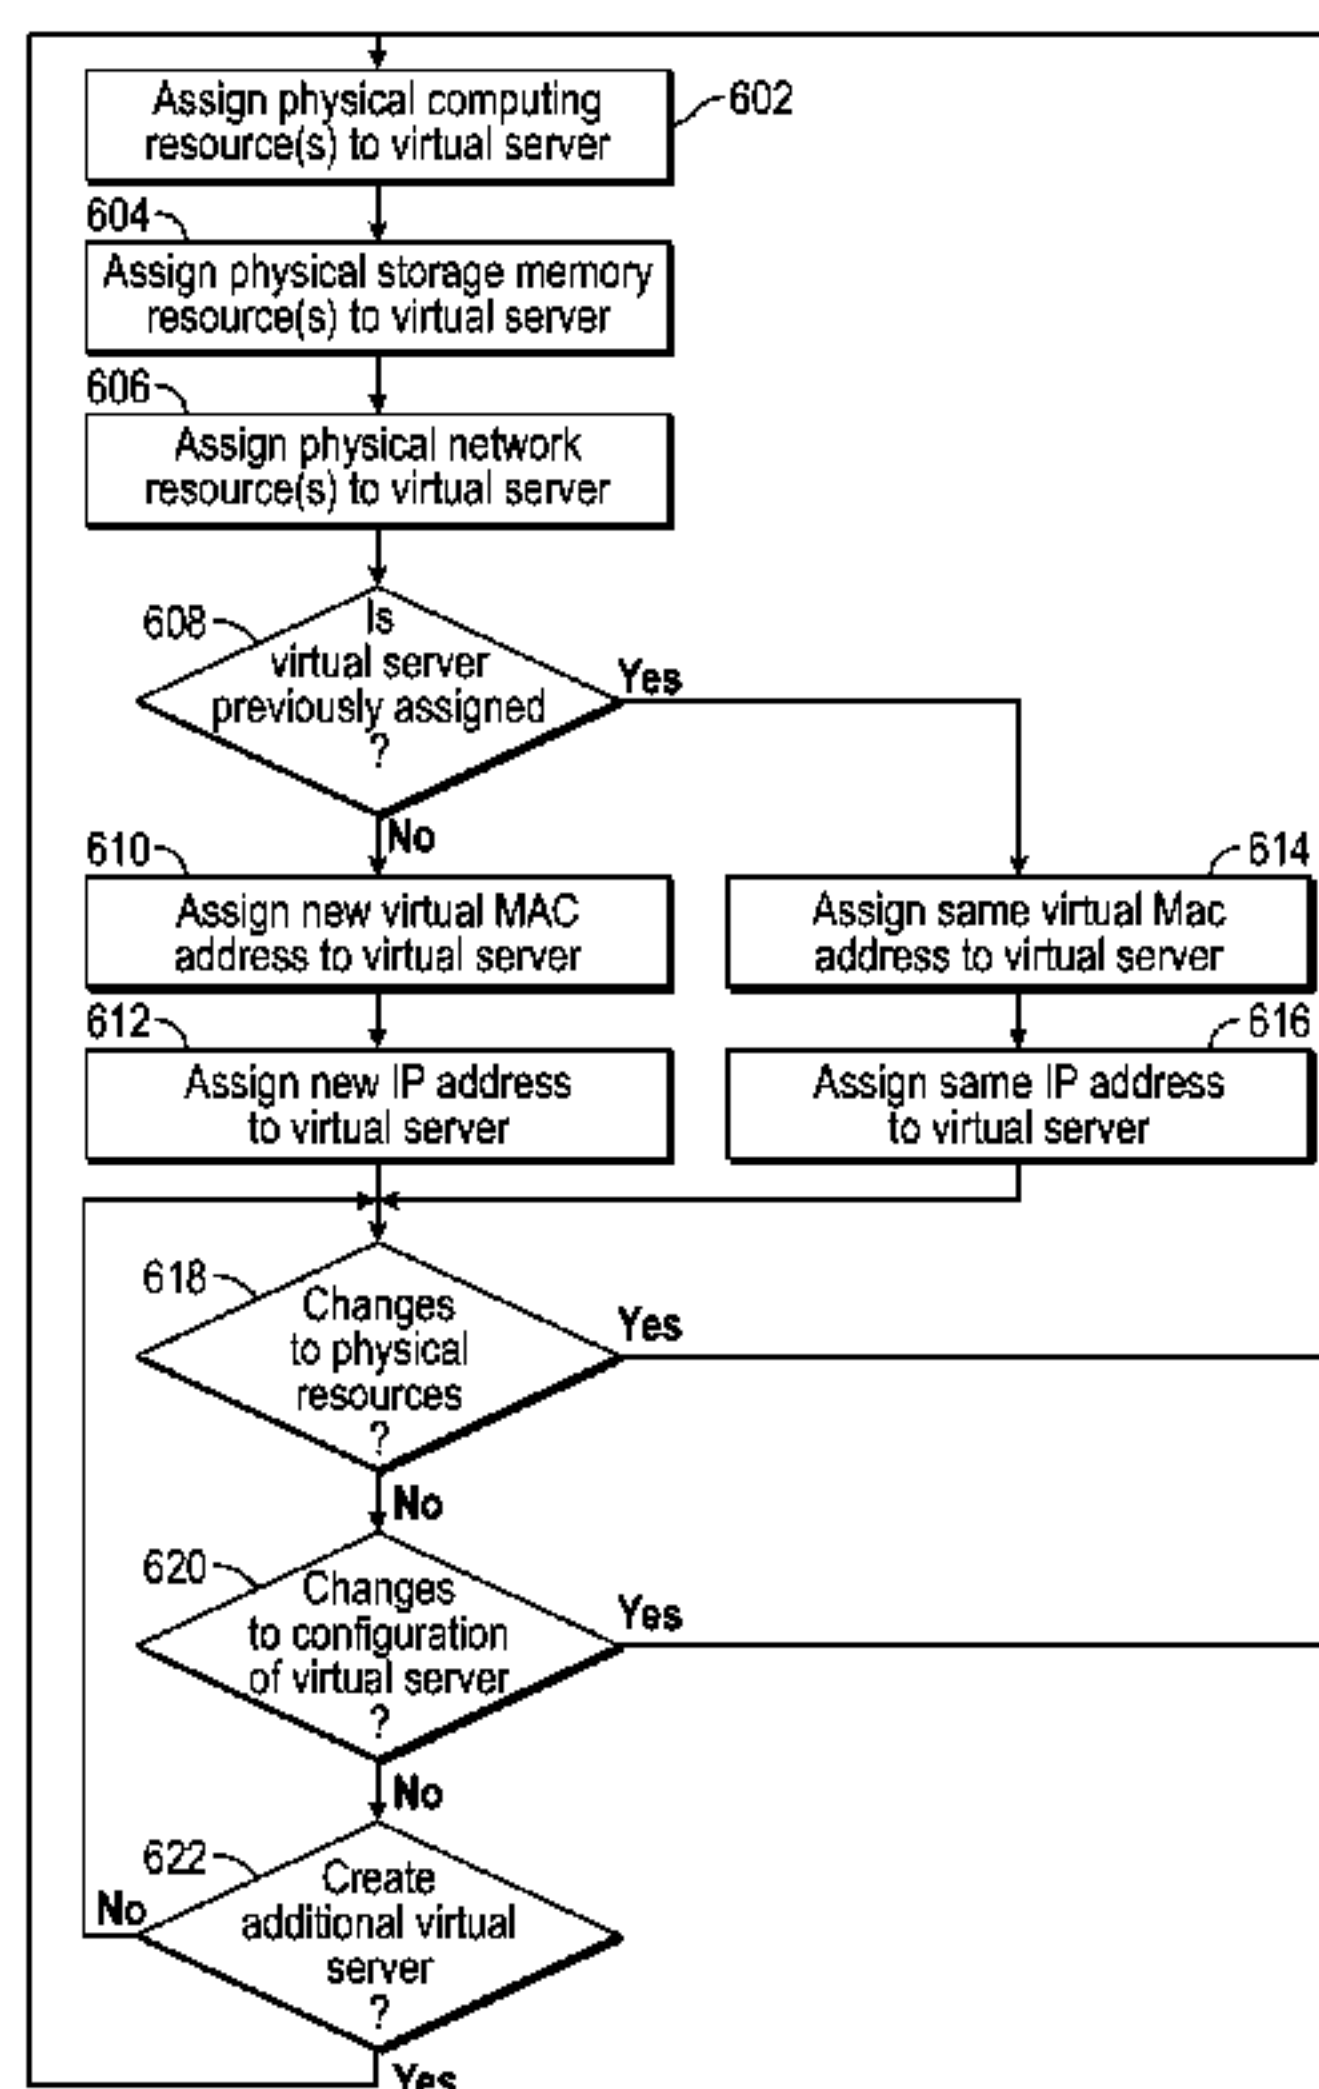 Assign physical computing
resource(s) to virtual server
602
604
Assign physical storage memory
resource(s) to virtual server
606
Assign physical network
resource(s) to virtual server
608
Is
virtual server
previously assigned
?
Yes
No
610
Assign new virtual MAC
address to virtual server
614
Assign same virtual Mac
address to virtual server
612
Assign new IP address
to virtual server
616
Assign same IP address
to virtual server
618
Changes
to physical
resources
?
Yes
No
620
Changes
to configuration
of virtual server
?
Yes
No
622
Create
additional virtual
server
?
No
Yes